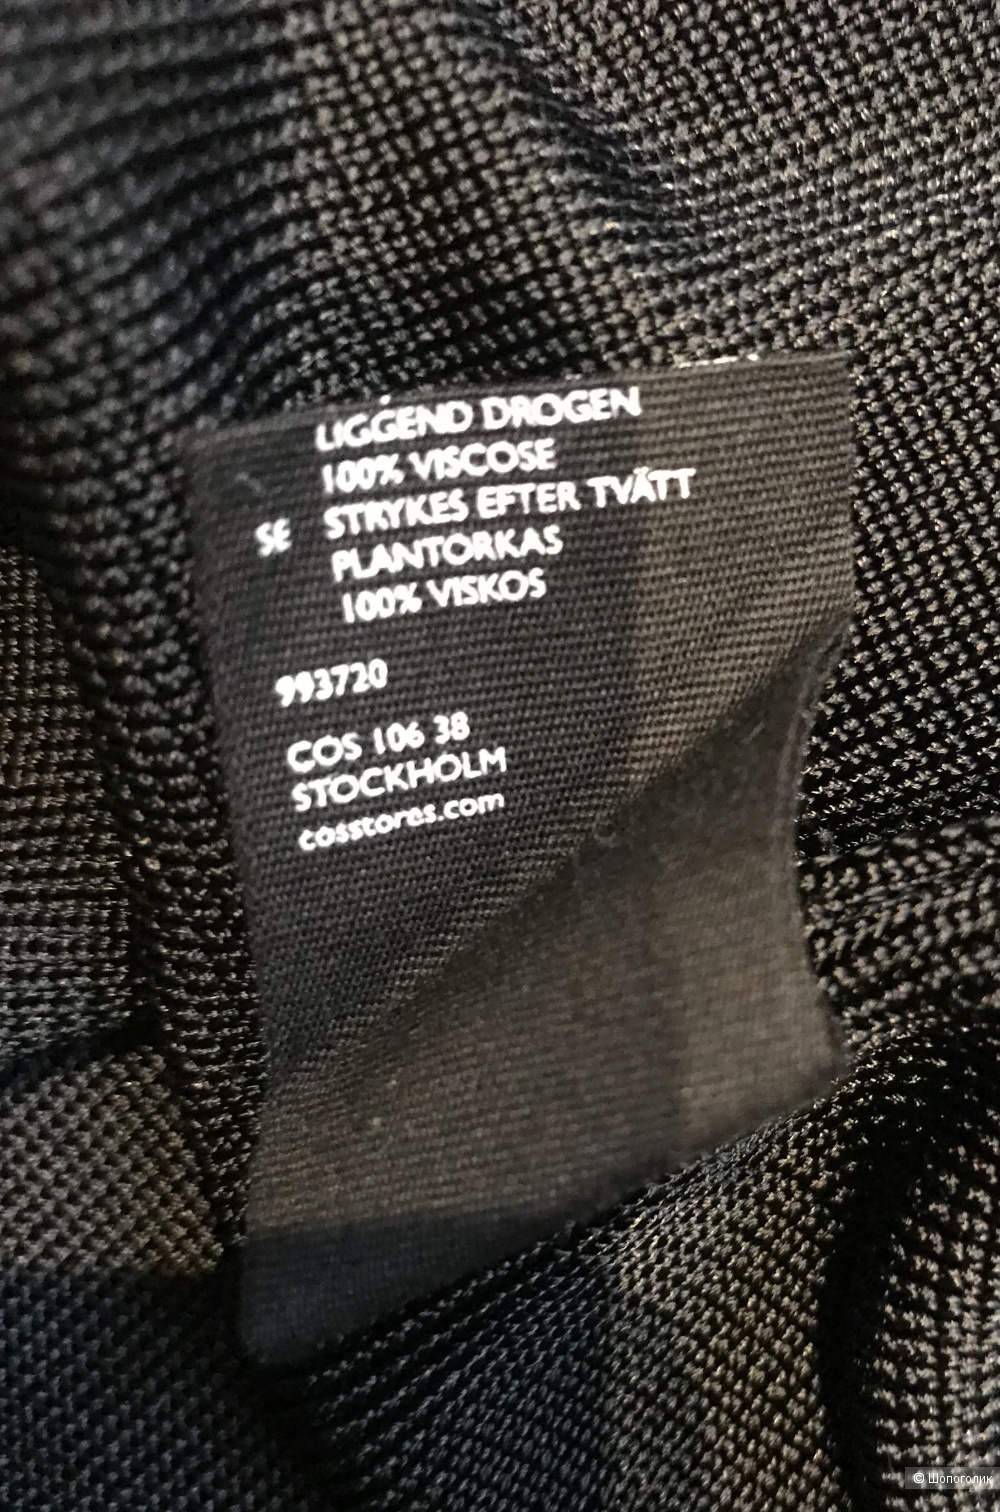 LIGGEND DROGEN
100% VISCOSE
SE STRYKES EFTER TVÄTT
PLANTORKAS
100% VISKOS
993720
COS 106 38
STOCKHOLM
cosstores.com
© Шопоголик